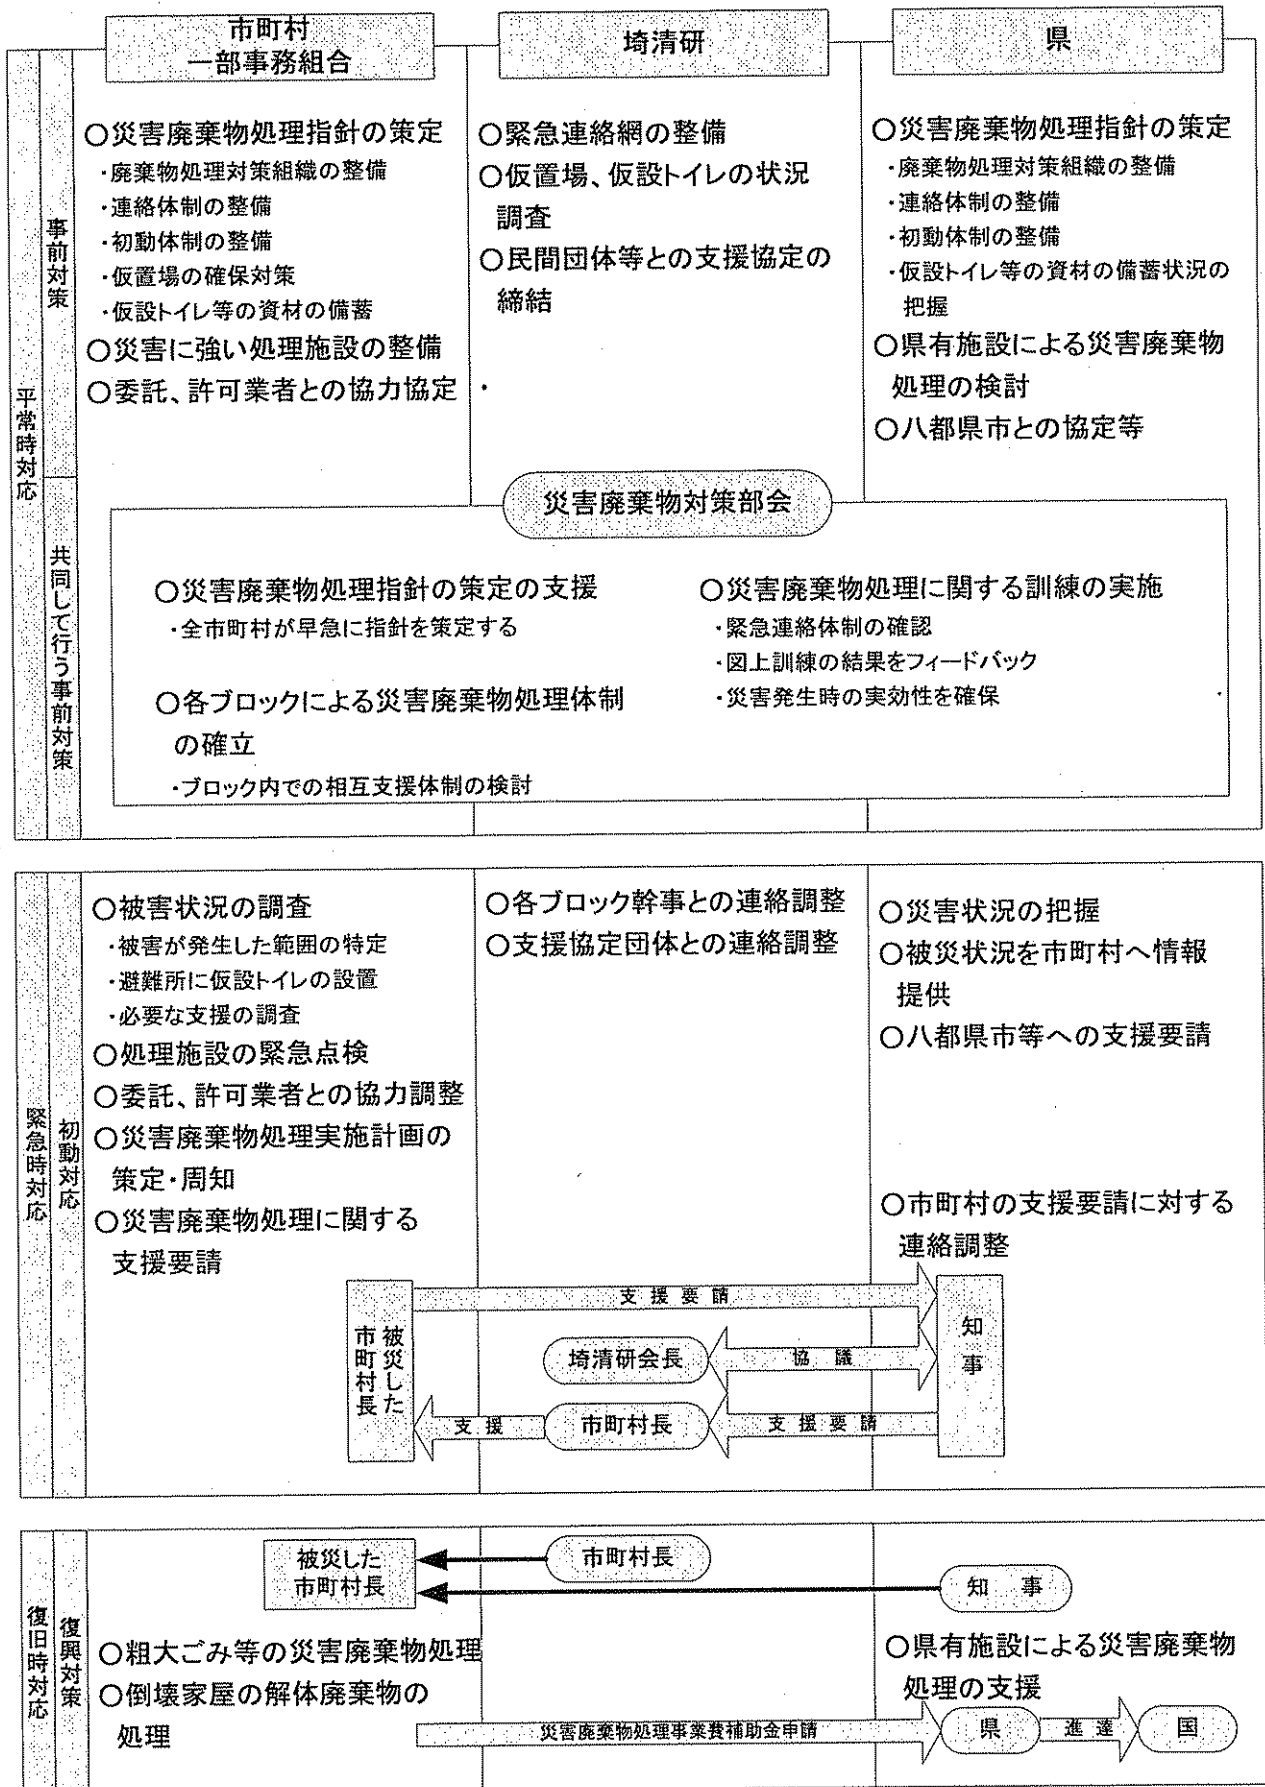 市町村
一部事務組合
埼清研
県
平常時対応
事前対策
○災害廃棄物処理指針の策定
・廃棄物処理対策組織の整備
・連絡体制の整備
・初動体制の整備
・仮置場の確保対策
・仮設トイレ等の資材の備蓄
○災害に強い処理施設の整備
○委託、許可業者との協力協定
○緊急連絡網の整備
○仮置場、仮設トイレの状況
調査
○民間団体等との支援協定の
締結
○災害廃棄物処理指針の策定
・廃棄物処理対策組織の整備
・連絡体制の整備
・初動体制の整備
・仮設トイレ等の資材の備蓄状況の
把握
○県有施設による災害廃棄物
処理の検討
○八都県市との協定等
共同して行う事前対策
災害廃棄物対策部会
○災害廃棄物処理指針の策定の支援
・全市町村が早急に指針を策定する
○各ブロックによる災害廃棄物処理体制
の確立
・ブロック内での相互支援体制の検討
○災害廃棄物処理に関する訓練の実施
・緊急連絡体制の確認
・図上訓練の結果をフィードバック
・災害発生時の実効性を確保
緊急時対応
初動対応
○被害状況の調査
・被害が発生した範囲の特定
・避難所に仮設トイレの設置
・必要な支援の調査
○処理施設の緊急点検
○委託、許可業者との協力調整
○災害廃棄物処理実施計画の
策定・周知
○災害廃棄物処理に関する
支援要請
○各ブロック幹事との連絡調整
○支援協定団体との連絡調整
○災害状況の把握
○被災状況を市町村へ情報
提供
○八都県市等への支援要請
○市町村の支援要請に対する
連絡調整
被災した
市町村長
支援要請
知事
埼清研会長
協議
支援
市町村長
支援要請
復旧時対応
復興対策
被災した
市町村長
市町村長
知事
○粗大ごみ等の災害廃棄物処理
○倒壊家屋の解体廃棄物の
処理
○県有施設による災害廃棄物
処理の支援
災害廃棄物処理事業費補助金申請
県
進達
国